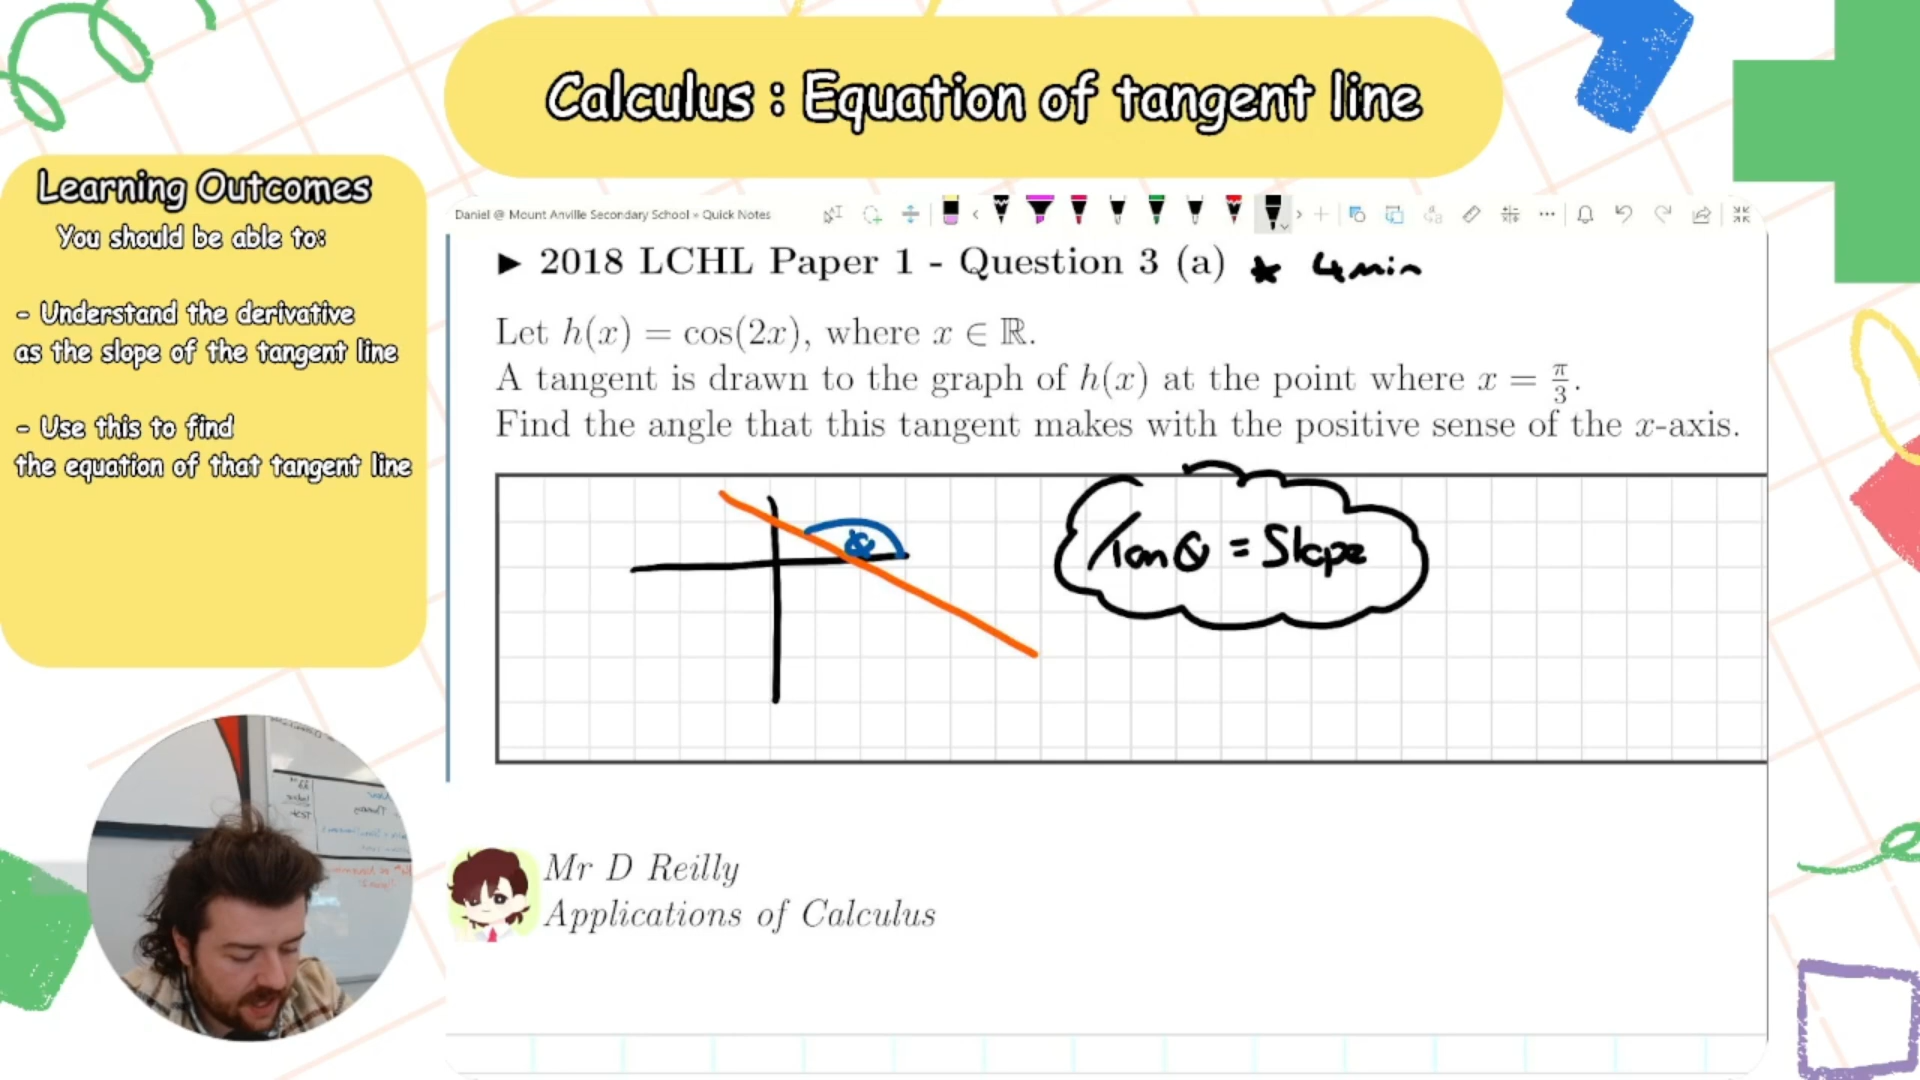 Calculus : Equation of tangent line
Learning Outcomes
You should be able to:
- Understand the derivative
as the slope of the tangent line
- Use this to find
the equation of that tangent line
Daniel @ Mount Anville Secondary School » Quick Notes
▶ 2018 LCHL Paper 1 - Question 3 (a) ★ 4min
Let h(x) = cos(2x), where x ∈ ℝ.
A tangent is drawn to the graph of h(x) at the point where x = π/3.
Find the angle that this tangent makes with the positive sense of the x-axis.
θ
Tan θ = Slope
Mr D Reilly
Applications of Calculus